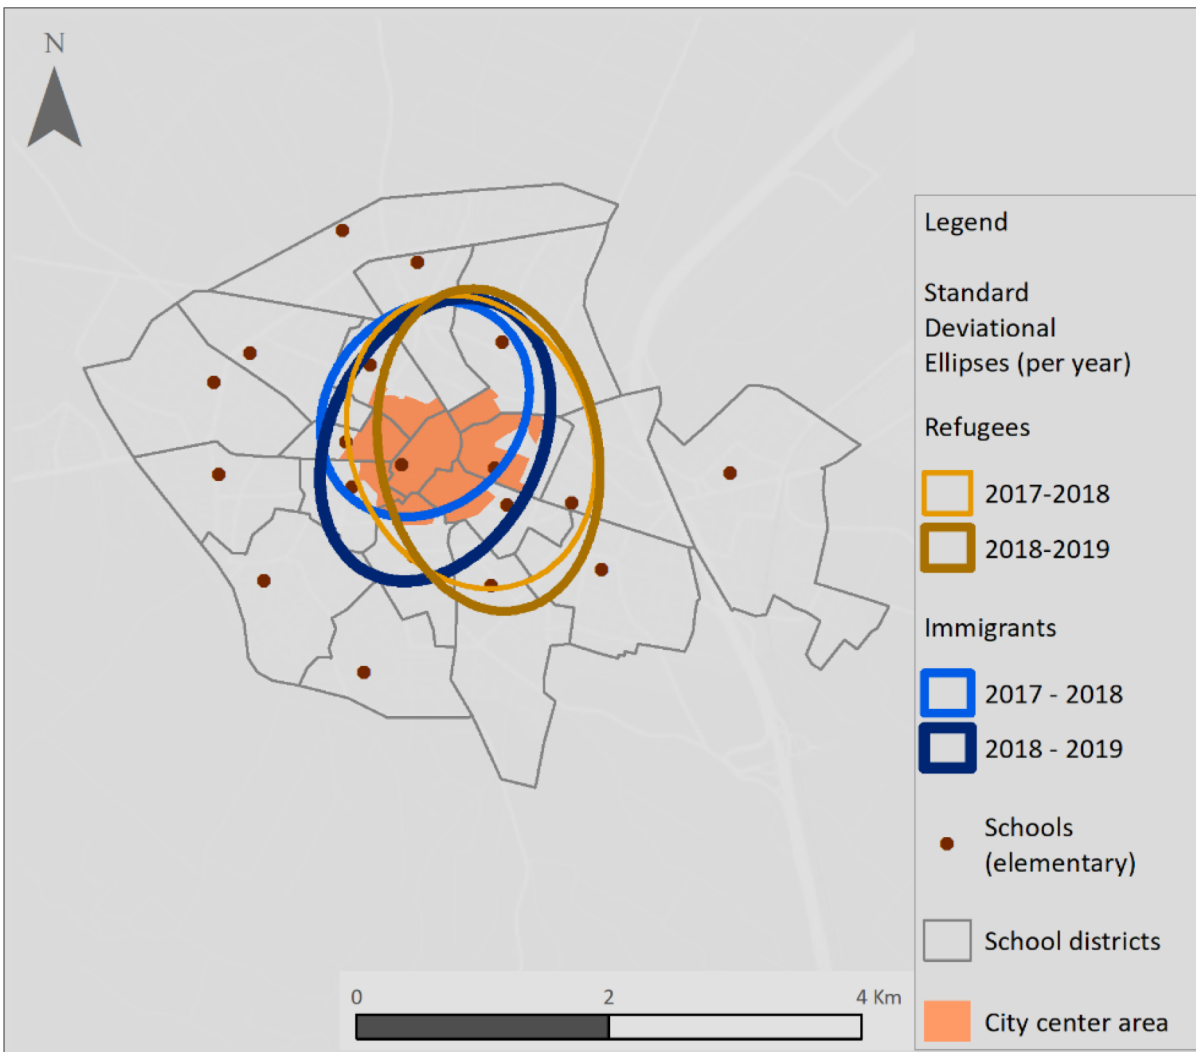 N
Legend
Standard
Deviational
Ellipses (per year)
Refugees
2017-2018
2018-2019
Immigrants
2017 - 2018
2018 - 2019
Schools
(elementary)
School districts
City center area
0 2 4 Km